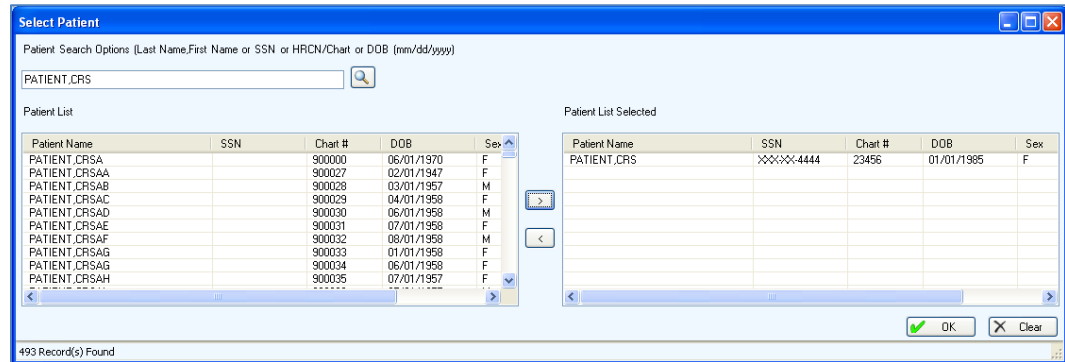 Select Patient
Patient Search Options (Last Name,First Name or SSN or HRCN/Chart or DOB (mm/dd/yyyy)
PATIENT,CRS
Patient List
Patient Name SSN Chart # DOB Sex
PATIENT,CRSA 900000 06/01/1970 F
PATIENT,CRSAA 900027 02/01/1947 F
PATIENT,CRSAB 900028 03/01/1957 M
PATIENT,CRSAC 900029 04/01/1958 F
PATIENT,CRSAD 900030 06/01/1958 M
PATIENT,CRSAE 900031 07/01/1958 F
PATIENT,CRSAF 900032 08/01/1958 M
PATIENT,CRSAG 900033 01/01/1958 F
PATIENT,CRSAG 900034 06/01/1958 F
PATIENT,CRSAH 900035 07/01/1957 F
Patient List Selected
Patient Name SSN Chart # DOB Sex
PATIENT,CRS XXX-XX-4444 23456 01/01/1985 F
OK Clear
493 Record(s) Found